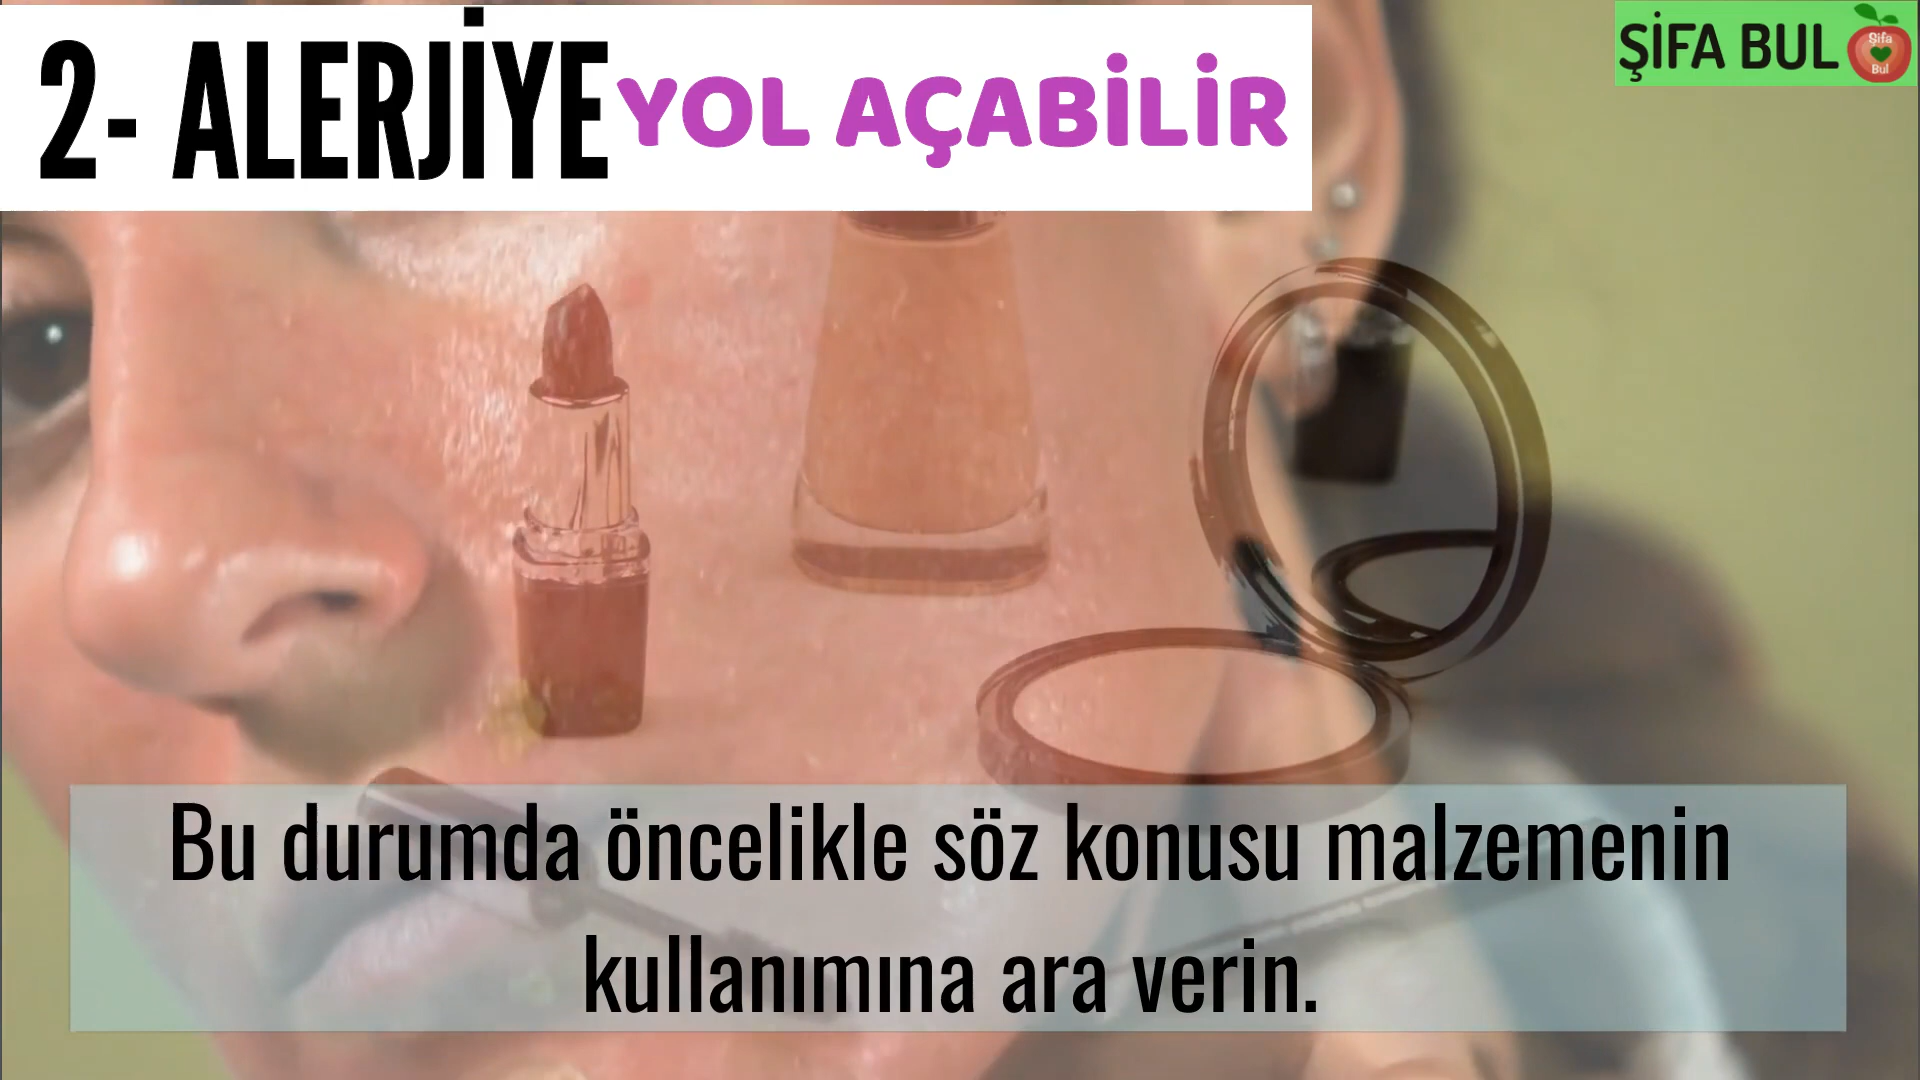 2- ALERJİYE YOL AÇABİLİR
ŞİFA BUL
Şifa
Bul
Bu durumda öncelikle söz konusu malzemenin
kullanımına ara verin.